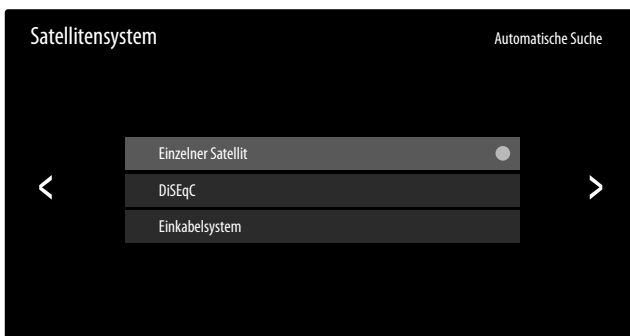 Satellitensystem
Automatische Suche
Einzelner Satellit
DiSEqC
Einkabelsystem